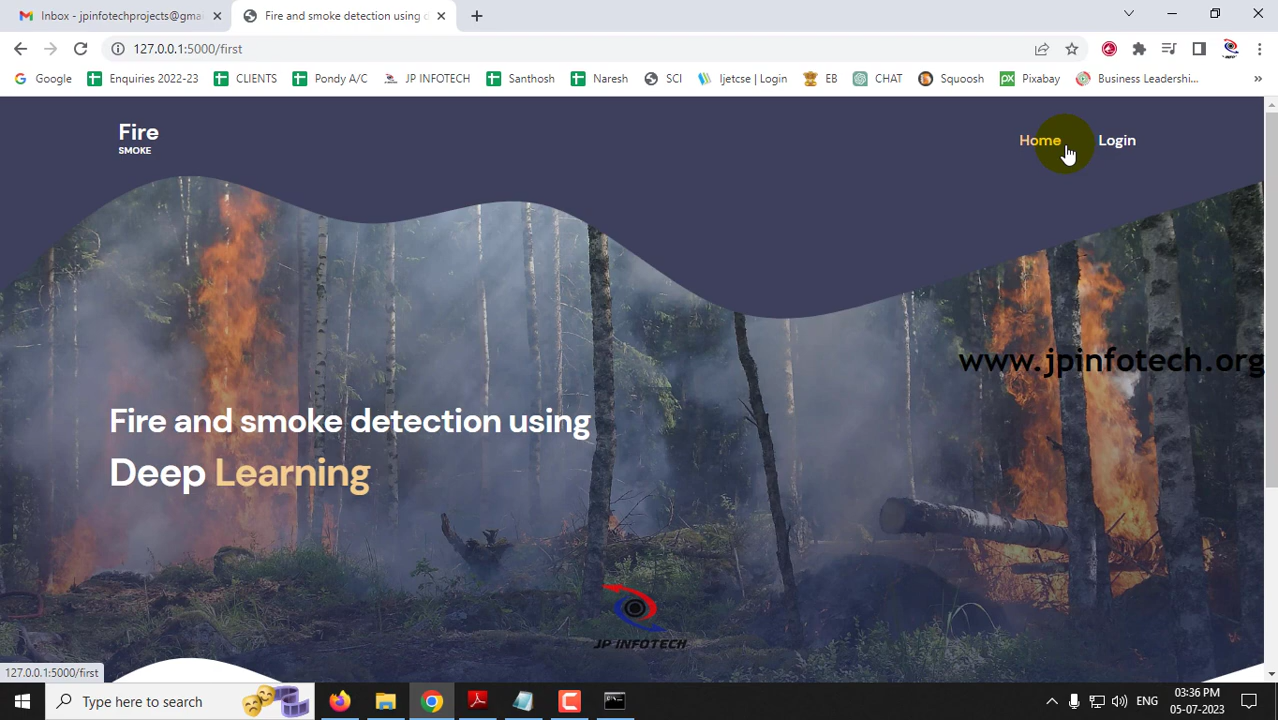 Inbox - jpinfotechprojects@gma
Fire and smoke detection using d
127.0.0.1:5000/first
Google
Enquiries 2022-23
CLIENTS
Pondy A/C
JP INFOTECH
Santhosh
Naresh
SCI
Ijetcse | Login
EB
CHAT
Squoosh
px
Pixabay
Business Leadershi...
Fire
SMOKE
Home
Login
www.jpinfotech.org
Fire and smoke detection using
Deep Learning
JP INFOTECH
127.0.0.1:5000/first
Type here to search
ENG
03:36 PM
05-07-2023